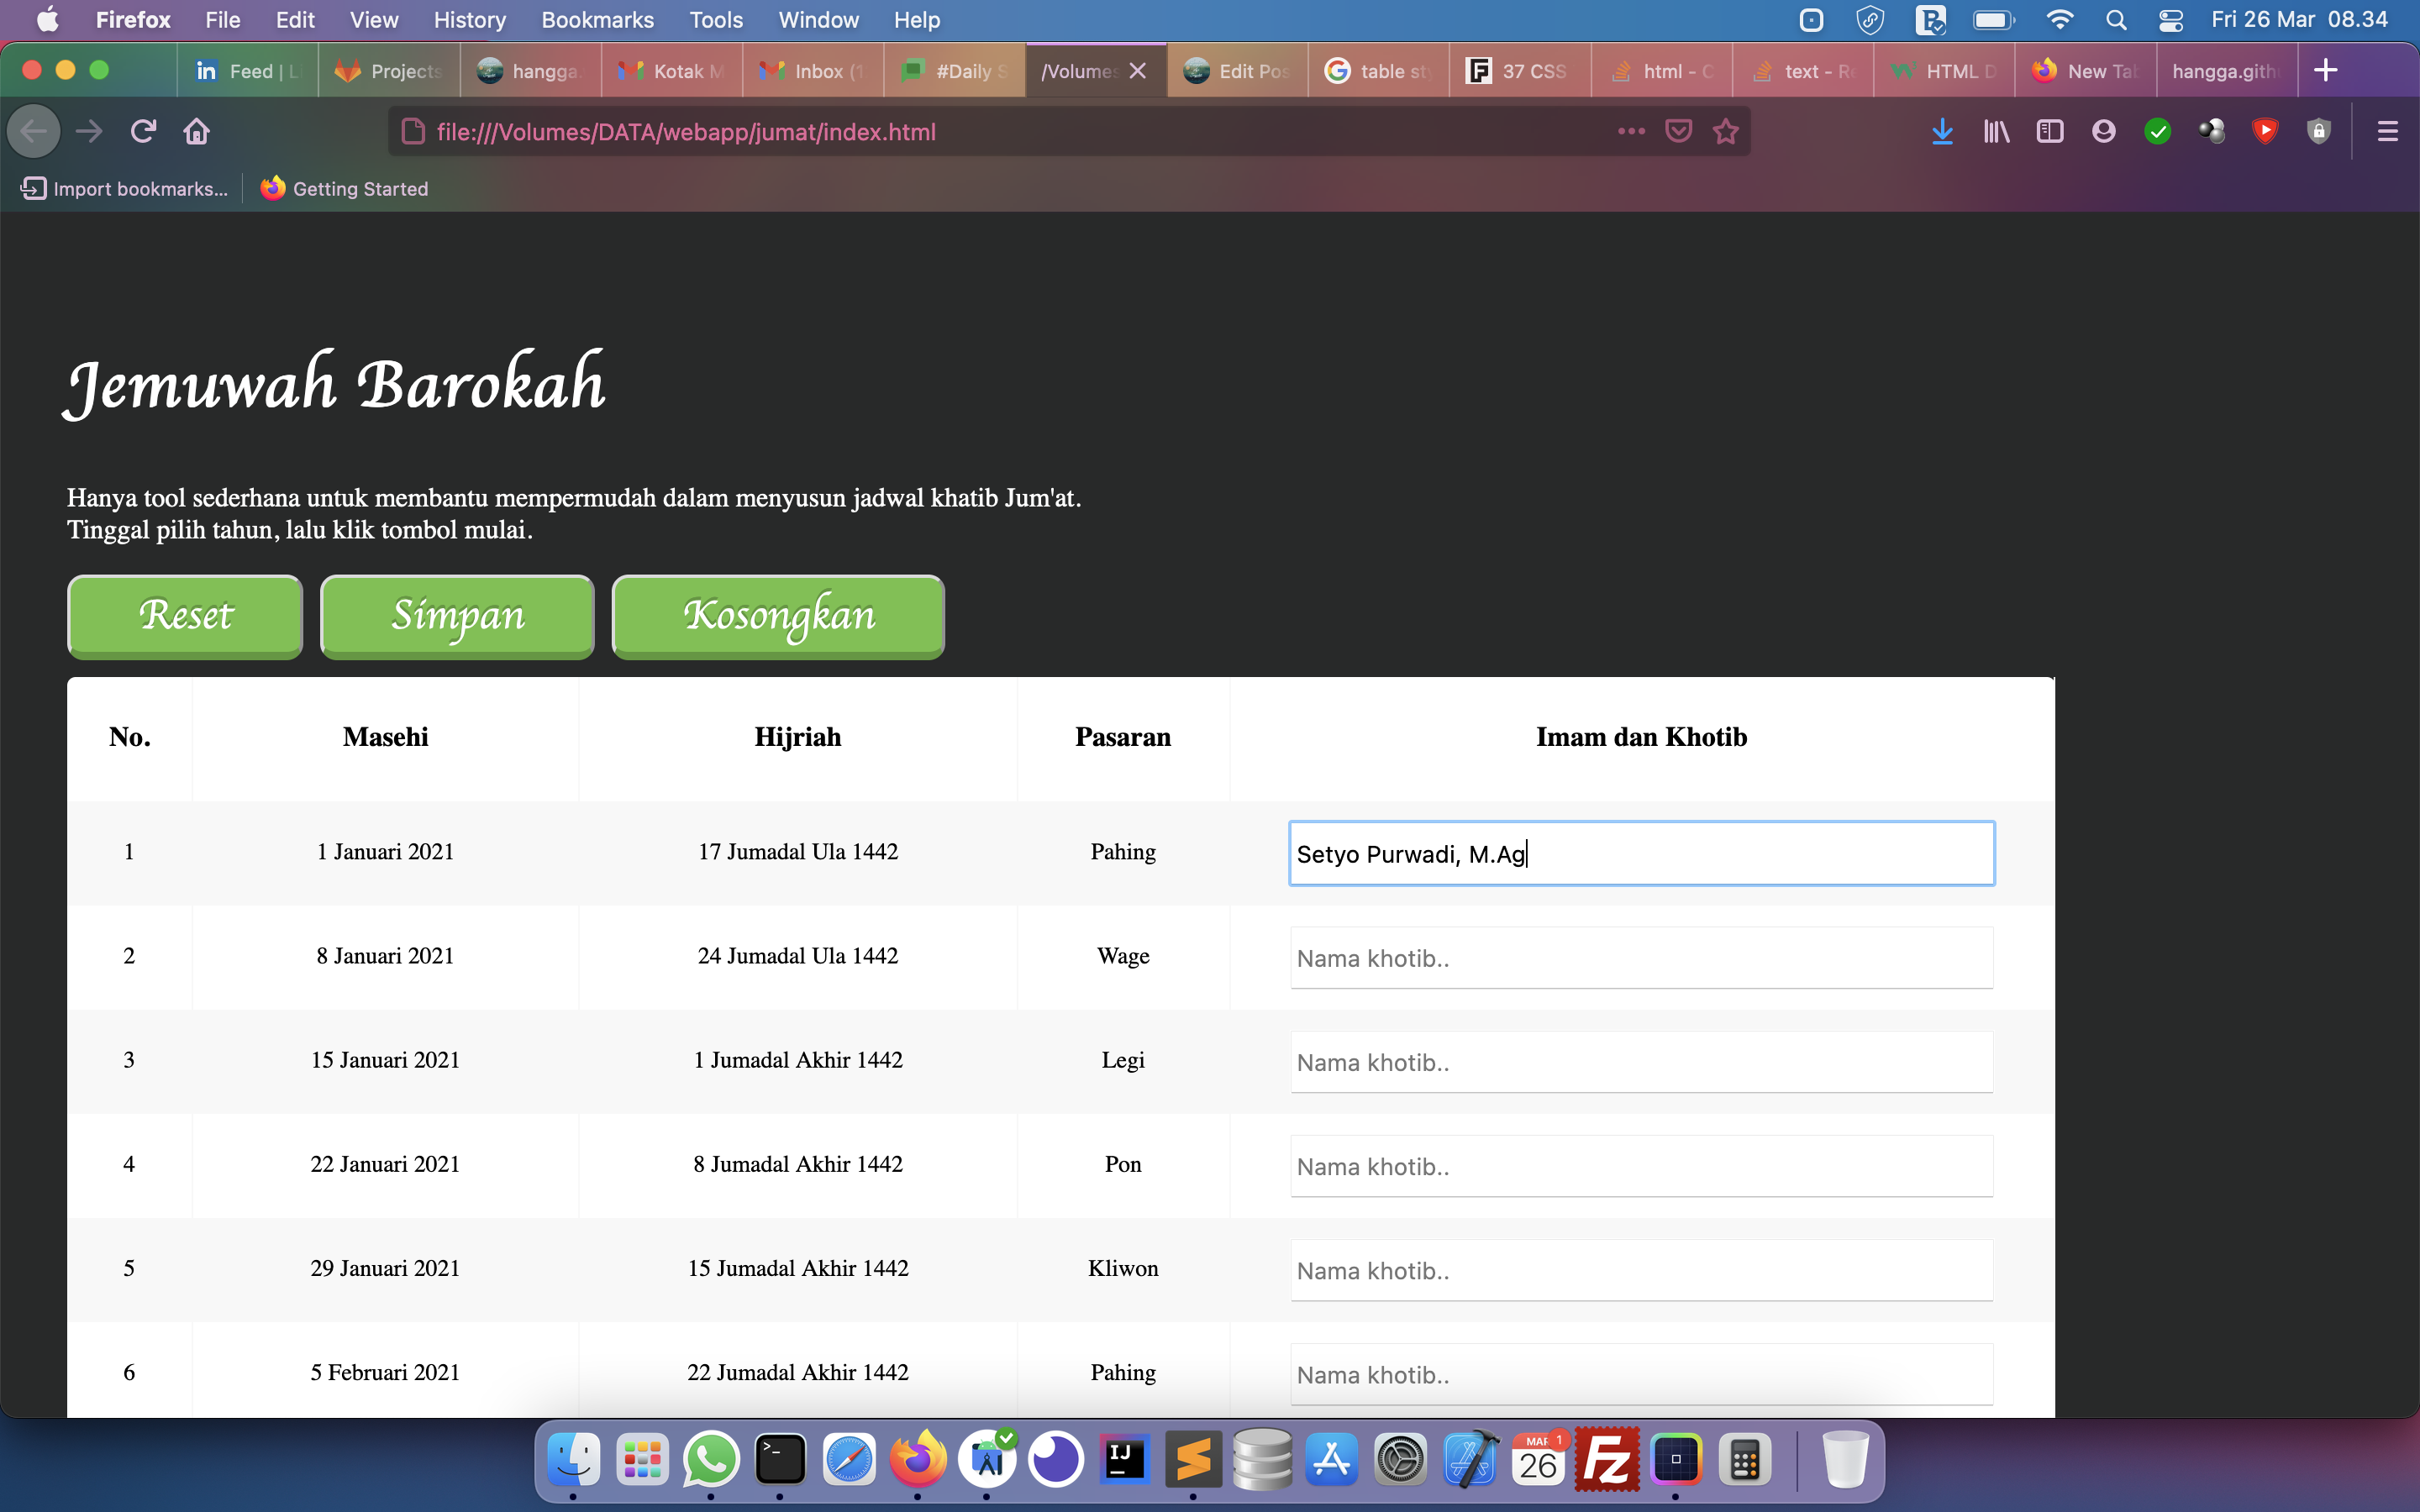 Firefox File Edit View History Bookmarks Tools Window Help Fri 26 Mar 08.34
in Feed | L Projects hangga. Kotak M Inbox (1 #Daily S /Volumes Edit Pos G table st F 37 CSS html - C text - R HTML D New Tab hangga.gith
file:///Volumes/DATA/webapp/jumat/index.html
Import bookmarks... Getting Started
Jemuwah Barokah
Hanya tool sederhana untuk membantu mempermudah dalam menyusun jadwal khatib Jum'at.
Tinggal pilih tahun, lalu klik tombol mulai.
Reset Simpan Kosongkan
No. Masehi Hijriah Pasaran Imam dan Khotib
1 1 Januari 2021 17 Jumadal Ula 1442 Pahing Setyo Purwadi, M.Ag
2 8 Januari 2021 24 Jumadal Ula 1442 Wage Nama khotib..
3 15 Januari 2021 1 Jumadal Akhir 1442 Legi Nama khotib..
4 22 Januari 2021 8 Jumadal Akhir 1442 Pon Nama khotib..
5 29 Januari 2021 15 Jumadal Akhir 1442 Kliwon Nama khotib..
6 5 Februari 2021 22 Jumadal Akhir 1442 Pahing Nama khotib..
IJ MAR 1 26 FZ